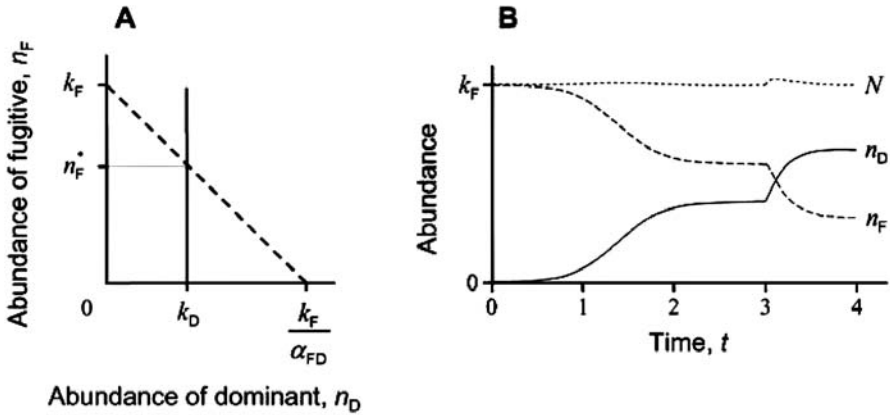 A
Abundance of fugitive, n_F
k_F
n*_F
0
k_D
k_F
α_FD
Abundance of dominant, n_D
B
Abundance
k_F
0
N
n_D
n_F
0 1 2 3 4
Time, t